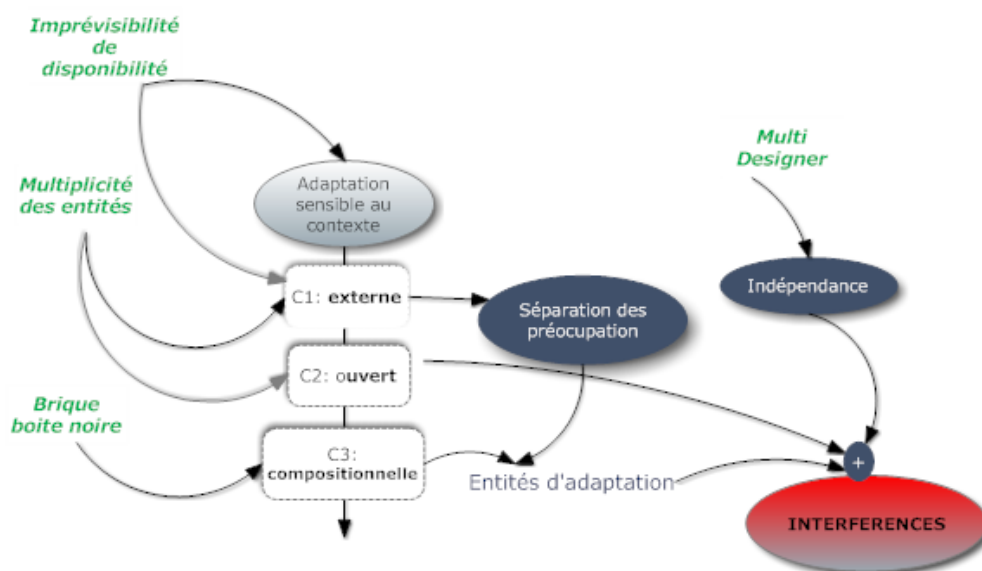 Imprévisibilité
de
disponibilité
Multi
Designer
Multiplicité
des entités
Adaptation
sensible au
contexte
C1: externe
Indépendance
Séparation des
préocupation
C2: ouvert
Brique
boite noire
C3:
compositionnelle
Entités d'adaptation
+
INTERFERENCES